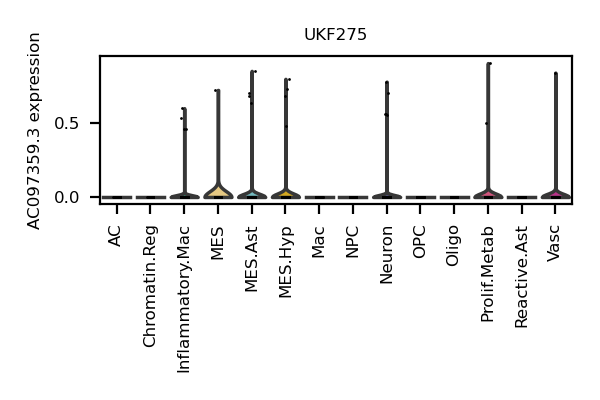 UKF275
AC097359.3 expression
0.5
0.0
AC
Chromatin.Reg
Inflammatory.Mac
MES
MES.Ast
MES.Hyp
Mac
NPC
Neuron
OPC
Oligo
Prolif.Metab
Reactive.Ast
Vasc